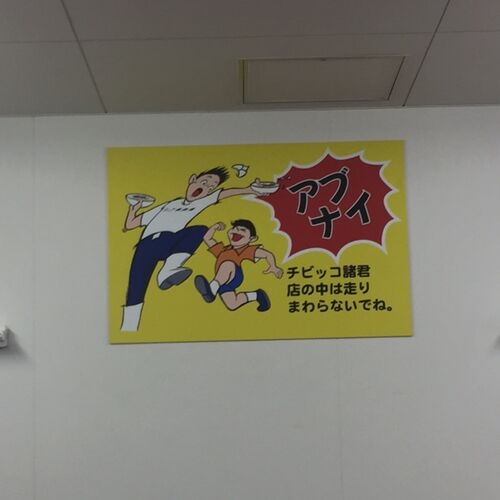 アブ
ナイ
チビッコ諸君
店の中は走り
まわらないでね。